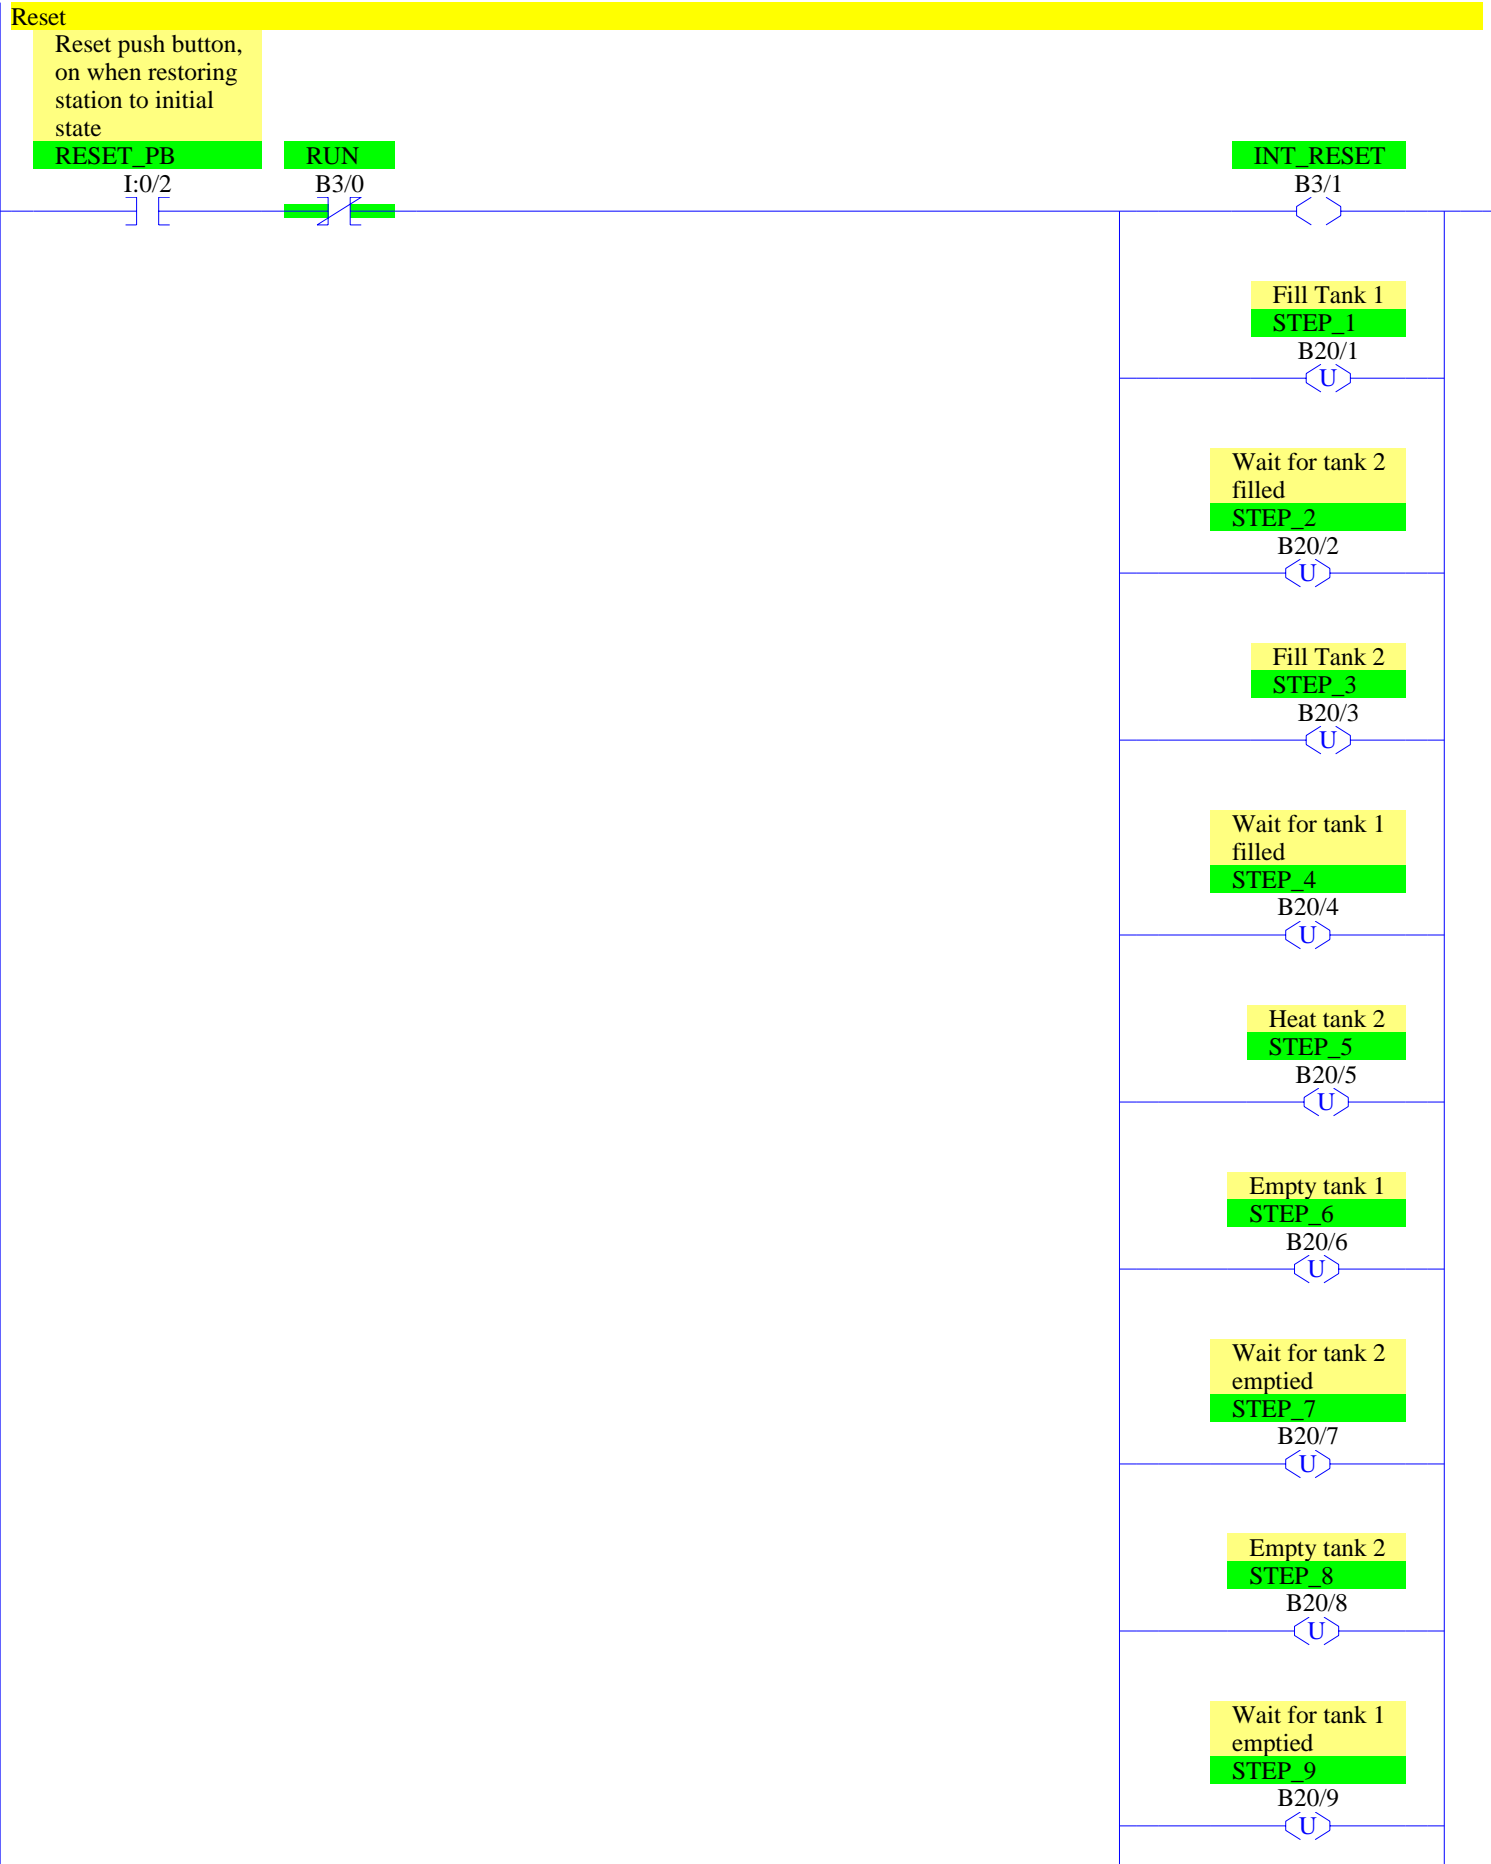 Reset
Reset push button,
on when restoring
station to initial
state
RESET_PB
I:0/2
RUN
B3/0
INT_RESET
B3/1
Fill Tank 1
STEP_1
B20/1
U
Wait for tank 2
filled
STEP_2
B20/2
U
Fill Tank 2
STEP_3
B20/3
U
Wait for tank 1
filled
STEP_4
B20/4
U
Heat tank 2
STEP_5
B20/5
U
Empty tank 1
STEP_6
B20/6
U
Wait for tank 2
emptied
STEP_7
B20/7
U
Empty tank 2
STEP_8
B20/8
U
Wait for tank 1
emptied
STEP_9
B20/9
U